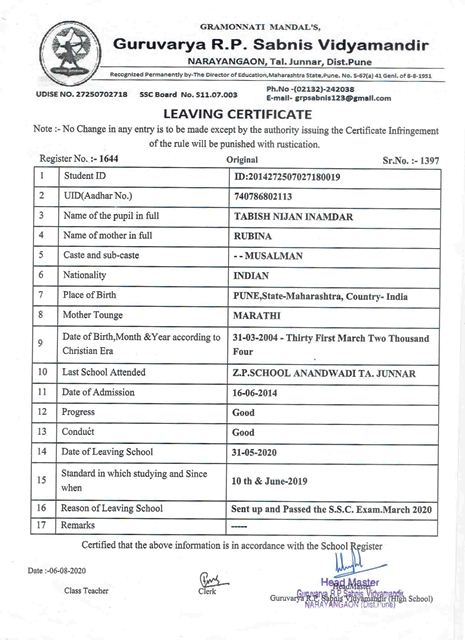 GRAMONNATI MANDAL'S,
Guruvarya R.P. Sabnis Vidyamandir
NARAYANGAON, Tal. Junnar, Dist.Pune
Recognized Permanently by-The Director of Education,Maharashtra State,Pune. No. S-67(a) 41 Genl. of 8-8-1951
Ph.No -(02132)-242038
UDISE NO. 27250702718 SSC Board No. S11.07.003
E-mail- grpsabnis123@gmail.com
LEAVING CERTIFICATE
Note :- No Change in any entry is to be made except by the authority issuing the Certificate Infringement
of the rule will be punished with rustication.
Register No. :- 1644 Original Sr.No. :- 1397
1 Student ID ID:2014272507027180019
2 UID(Aadhar No.) 740786802113
3 Name of the pupil in full TABISH NIJAN INAMDAR
4 Name of mother in full RUBINA
5 Caste and sub-caste - - MUSALMAN
6 Nationality INDIAN
7 Place of Birth PUNE,State-Maharashtra, Country- India
8 Mother Tounge MARATHI
9 Date of Birth,Month &Year according to Christian Era 31-03-2004 - Thirty First March Two Thousand Four
10 Last School Attended Z.P.SCHOOL ANANDWADI TA. JUNNAR
11 Date of Admission 16-06-2014
12 Progress Good
13 Conduct Good
14 Date of Leaving School 31-05-2020
15 Standard in which studying and Since when 10 th & June-2019
16 Reason of Leaving School Sent up and Passed the S.S.C. Exam.March 2020
17 Remarks -----
Certified that the above information is in accordance with the School Register
Date :-06-08-2020
Class Teacher Clerk Head Master
Headmaster
Guruvarya R.P. Sabnis Vidyamandir
Guruvarya R.P. Sabnis Vidyamandir (High School)
NARAYANGAON (Dist.Pune)